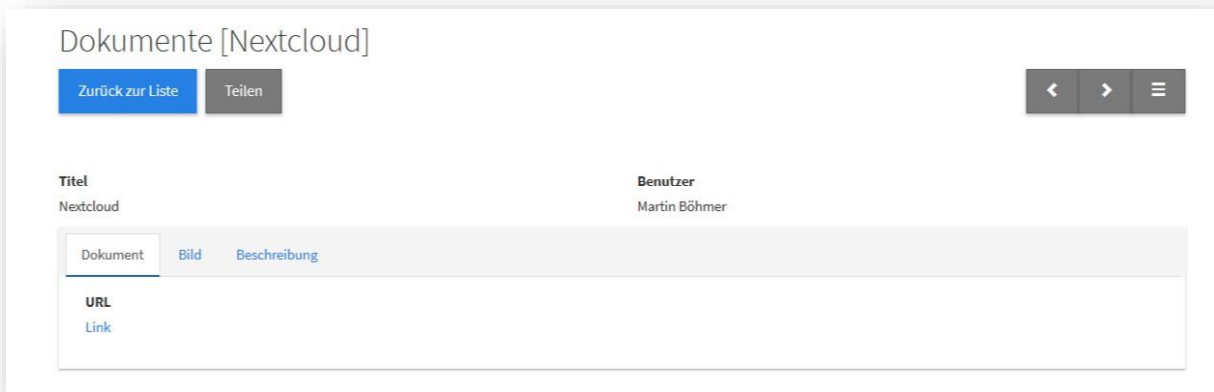 Dokumente [Nextcloud]
Zurück zur Liste Teilen
Titel Benutzer
Nextcloud Martin Böhmer
Dokument Bild Beschreibung
URL
Link